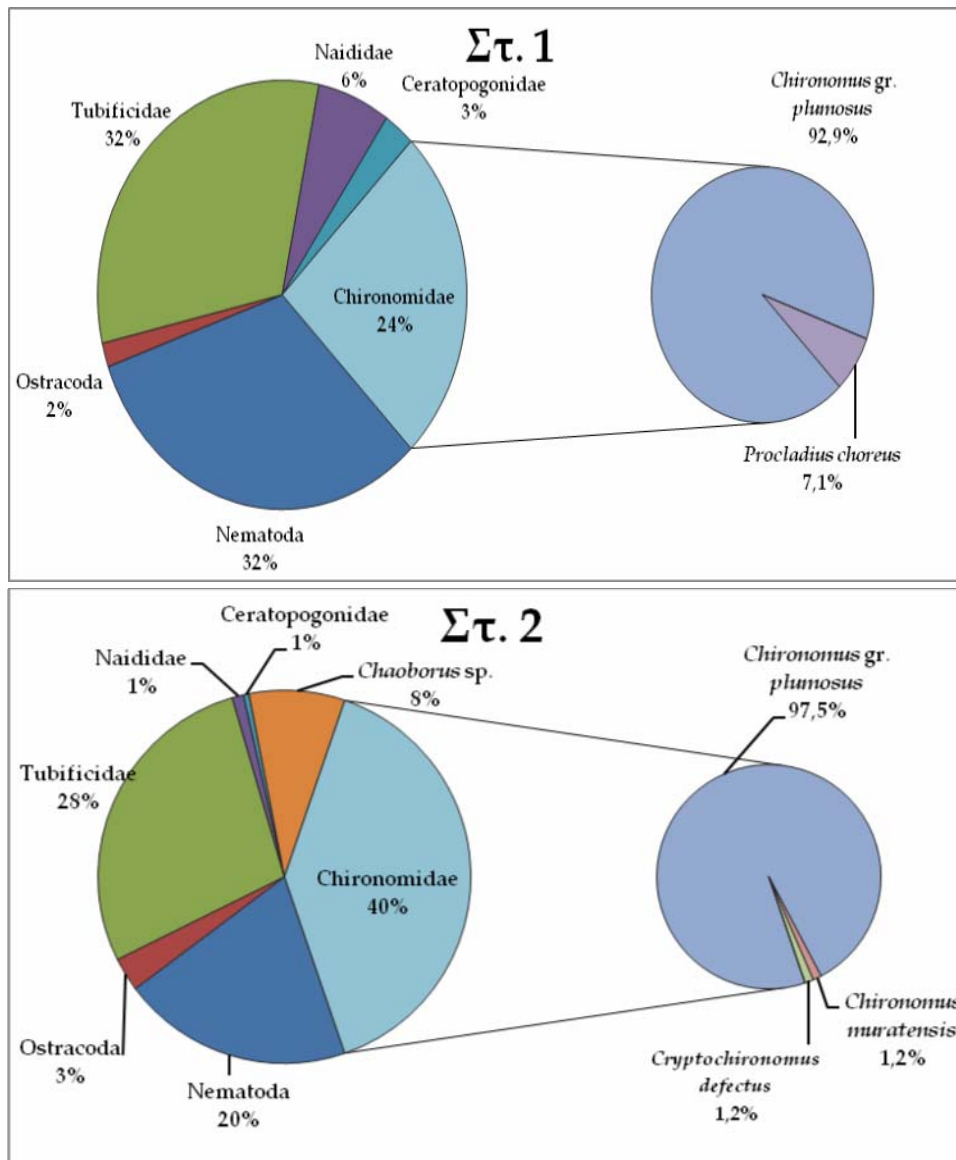 Στ. 1
Naididae
6%
Ceratopogonidae
3%
Tubificidae
32%
Chironomus gr.
plumosus
92,9%
Chironomidae
24%
Ostracoda
2%
Procladius choreus
7,1%
Nematoda
32%
Στ. 2
Ceratopogonidae
1%
Naididae
1%
Chaoborus sp.
8%
Chironomus gr.
plumosus
97,5%
Tubificidae
28%
Chironomidae
40%
Ostracoda
3%
Nematoda
20%
Cryptochironomus
defectus
1,2%
Chironomus
muratensis
1,2%